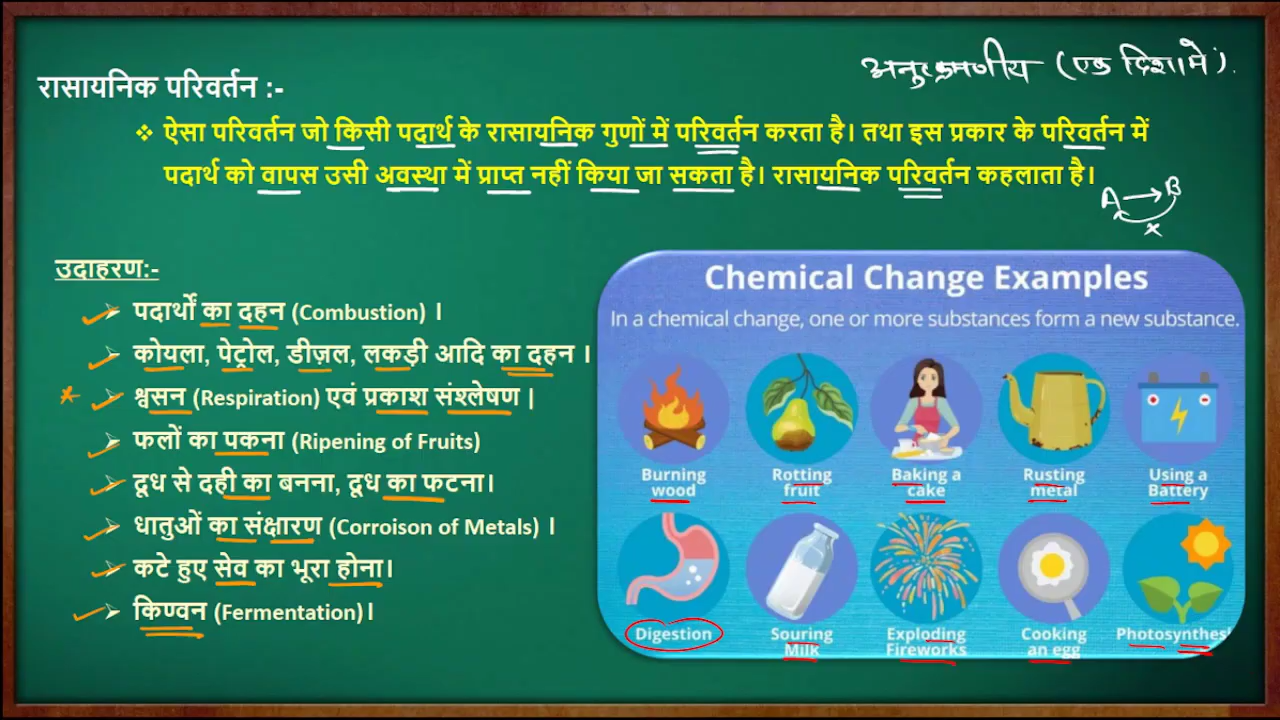 अनुत्क्रमणीय (एक दिशा में).
रासायनिक परिवर्तन :-
❖ ऐसा परिवर्तन जो किसी पदार्थ के रासायनिक गुणों में परिवर्तन करता है। तथा इस प्रकार के परिवर्तन में
पदार्थ को वापस उसी अवस्था में प्राप्त नहीं किया जा सकता है। रासायनिक परिवर्तन कहलाता है।
A → B
x
उदाहरण:-
➢ पदार्थों का दहन (Combustion) ।
➢ कोयला, पेट्रोल, डीज़ल, लकड़ी आदि का दहन ।
➢ श्वसन (Respiration) एवं प्रकाश संश्लेषण ।
➢ फलों का पकना (Ripening of Fruits)
➢ दूध से दही का बनना, दूध का फटना।
➢ धातुओं का संक्षारण (Corroison of Metals) ।
➢ कटे हुए सेव का भूरा होना।
➢ किण्वन (Fermentation) ।
Chemical Change Examples
In a chemical change, one or more substances form a new substance.
Burning wood
Rotting fruit
Baking a cake
Rusting metal
Using a Battery
Digestion
Souring Milk
Exploding Fireworks
Cooking an egg
Photosynthesi